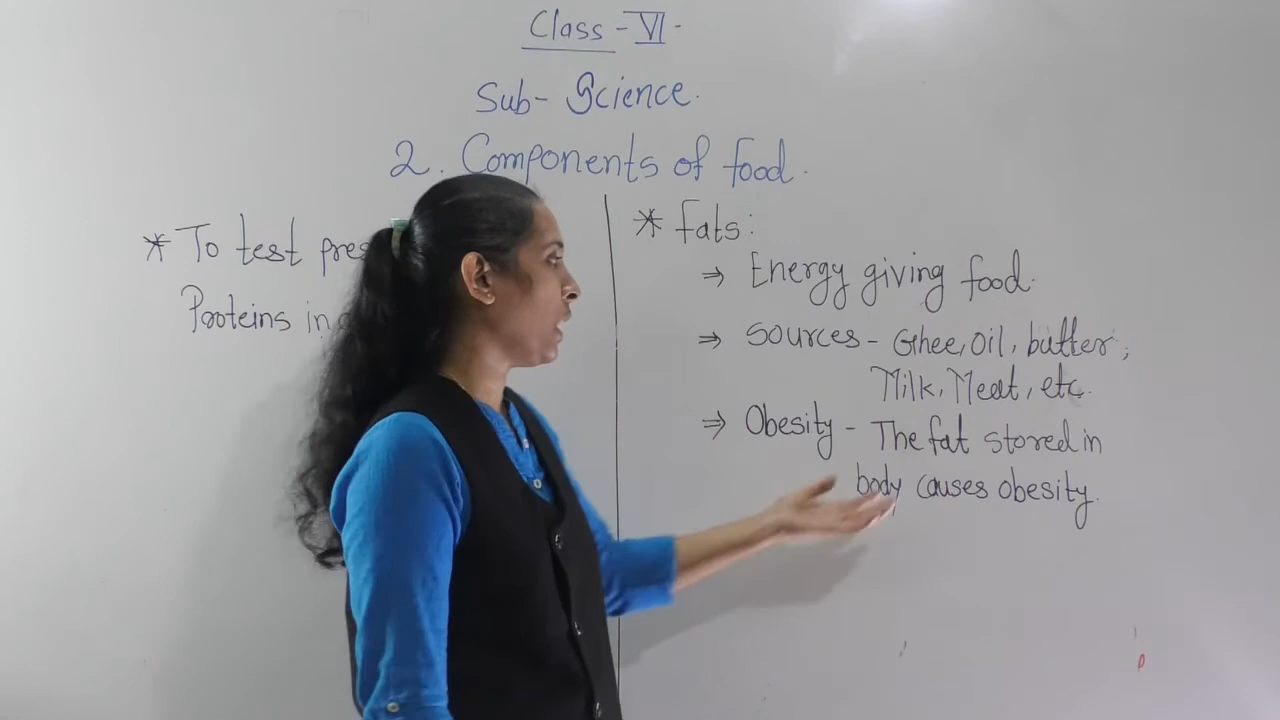 Class - VI
Sub- Science.
2. Components of food.
* To test
Proteins in
* fats:
⇒ Energy giving food.
⇒ Sources - Ghee, Oil, butter,
Milk, Meat, etc.
⇒ Obesity - The fat stored in
body causes obesity.